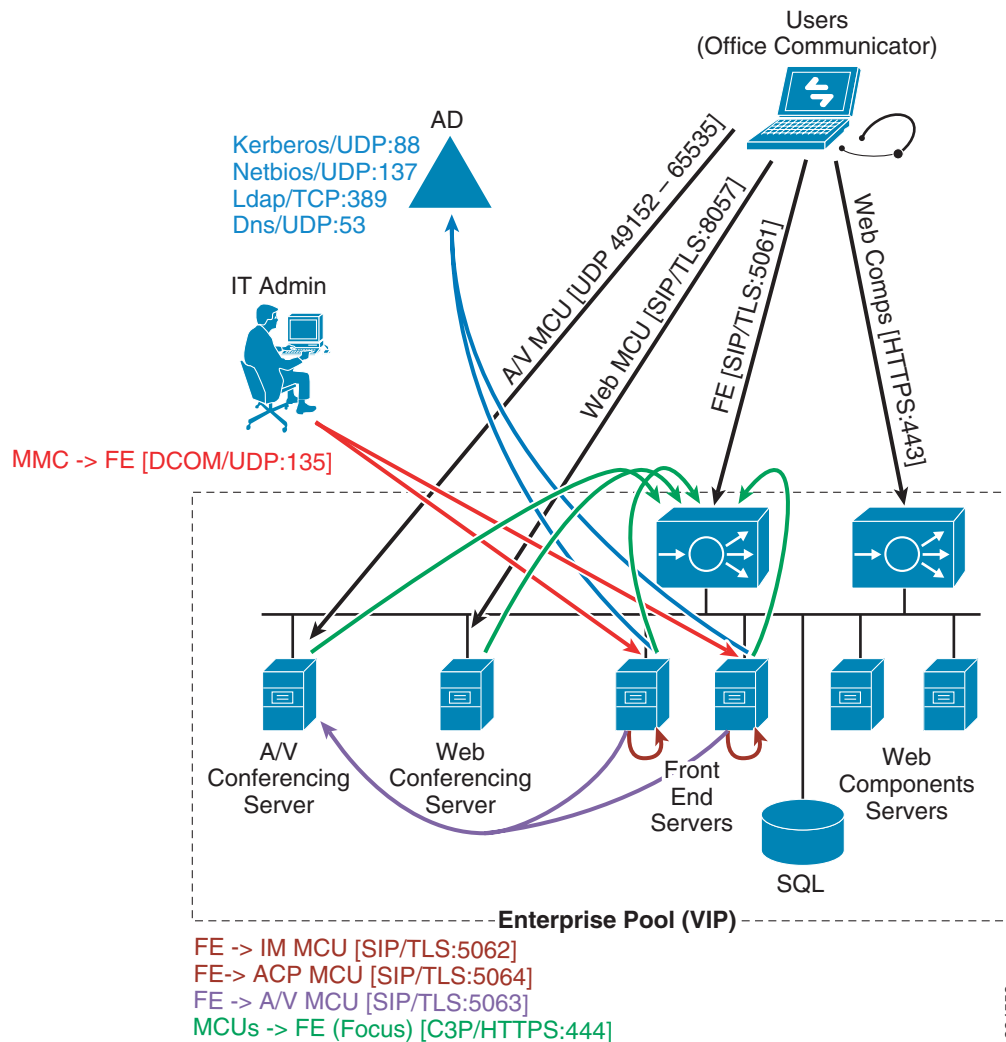 Users
(Office Communicator)
AD
Kerberos/UDP:88
Netbios/UDP:137
Ldap/TCP:389
Dns/UDP:53
IT Admin
A/V MCU [UDP 49152 – 65535]
Web MCU [SIP/TLS:8057]
FE [SIP/TLS:5061]
Web Comps [HTTPS:443]
MMC -> FE [DCOM/UDP:135]
A/V
Conferencing
Server
Web
Conferencing
Server
Front
End
Servers
Web
Components
Servers
SQL
Enterprise Pool (VIP)
FE -> IM MCU [SIP/TLS:5062]
FE-> ACP MCU [SIP/TLS:5064]
FE -> A/V MCU [SIP/TLS:5063]
MCUs -> FE (Focus) [C3P/HTTPS:444]